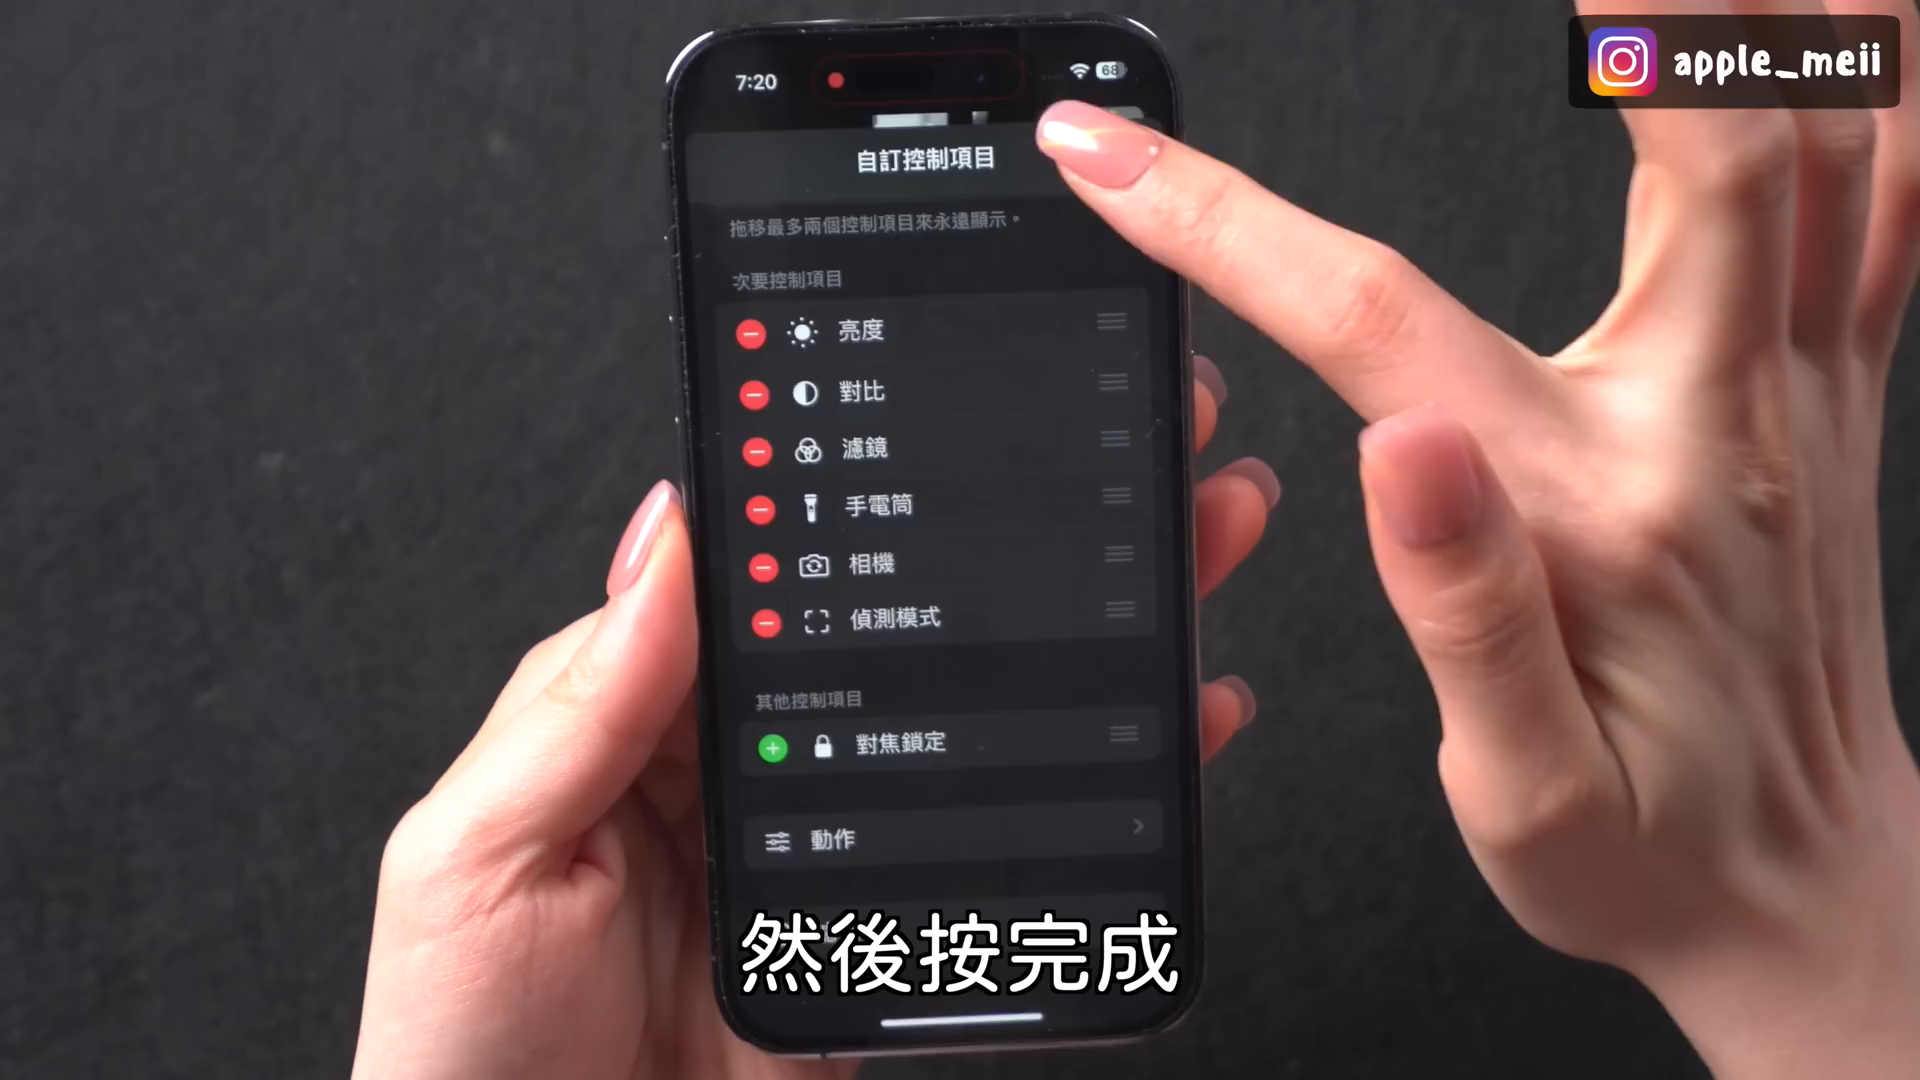 apple_meii
7:20
68
自訂控制項目
拖移最多兩個控制項目來永遠顯示。
次要控制項目
亮度
對比
濾鏡
手電筒
相機
偵測模式
其他控制項目
對焦鎖定
動作
然後按完成